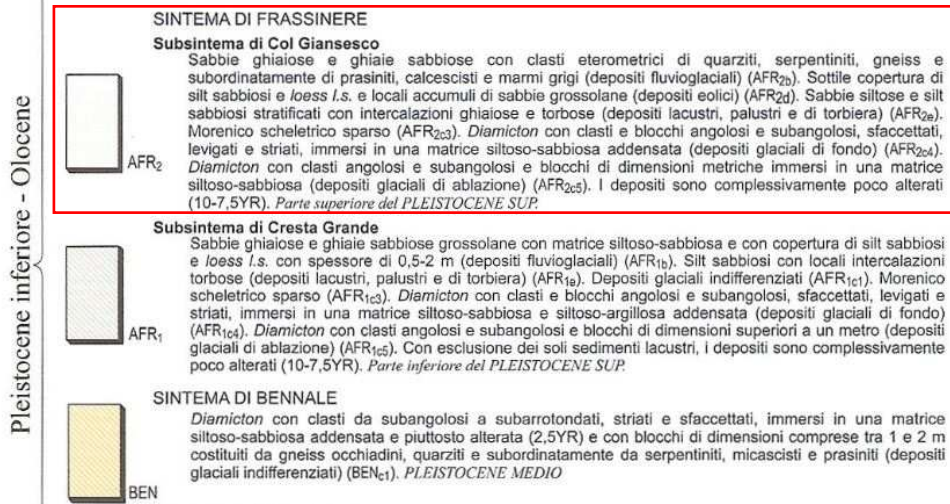 Pleistocene inferiore - Olocene
SINTEMA DI FRASSINERE
Subsintema di Col Giansesco
Sabbie ghiaiose e ghiaie sabbiose con clasti eterometrici di quarziti, serpentiniti, gneiss e
subordinatamente di prasiniti, calcescisti e marmi grigi (depositi fluvioglaciali) (AFR2b). Sottile copertura di
silt sabbiosi e loess l.s. e locali accumuli di sabbie grossolane (depositi eolici) (AFR2d). Sabbie siltose e silt
sabbiosi stratificati con intercalazioni ghiaiose e torbose (depositi lacustri, palustri e di torbiera) (AFR2e).
Morenico scheletrico sparso (AFR2c3). Diamicton con clasti e blocchi angolosi e subangolosi, sfaccettati,
levigati e striati, immersi in una matrice siltoso-sabbiosa addensata (depositi glaciali di fondo) (AFR2c4).
Diamicton con clasti angolosi e subangolosi e blocchi di dimensioni metriche immersi in una matrice
siltoso-sabbiosa (depositi glaciali di ablazione) (AFR2c5). I depositi sono complessivamente poco alterati
(10-7,5YR). Parte superiore del PLEISTOCENE SUP.
AFR2
Subsintema di Cresta Grande
Sabbie ghiaiose e ghiaie sabbiose grossolane con matrice siltoso-sabbiosa e con copertura di silt sabbiosi
e loess l.s. con spessore di 0,5-2 m (depositi fluvioglaciali) (AFR1b). Silt sabbiosi con locali intercalazioni
torbose (depositi lacustri, palustri e di torbiera) (AFR1e). Depositi glaciali indifferenziati (AFR1c1). Morenico
scheletrico sparso (AFR1c3). Diamicton con clasti e blocchi angolosi e subangolosi, sfaccettati, levigati e
striati, immersi in una matrice siltoso-sabbiosa e siltoso-argillosa addensata (depositi glaciali di fondo)
(AFR1c4). Diamicton con clasti angolosi e subangolosi e blocchi di dimensioni superiori a un metro (depositi
glaciali di ablazione) (AFR1c5). Con esclusione dei soli sedimenti lacustri, i depositi sono complessivamente
poco alterati (10-7,5YR). Parte inferiore del PLEISTOCENE SUP.
AFR1
SINTEMA DI BENNALE
Diamicton con clasti da subangolosi a subarrotondati, striati e sfaccettati, immersi in una matrice
siltoso-sabbiosa addensata e piuttosto alterata (2,5YR) e con blocchi di dimensioni comprese tra 1 e 2 m
costituiti da gneiss occhiadini, quarziti e subordinatamente da serpentiniti, micascisti e prasiniti (depositi
glaciali indifferenziati) (BENc1). PLEISTOCENE MEDIO
BEN